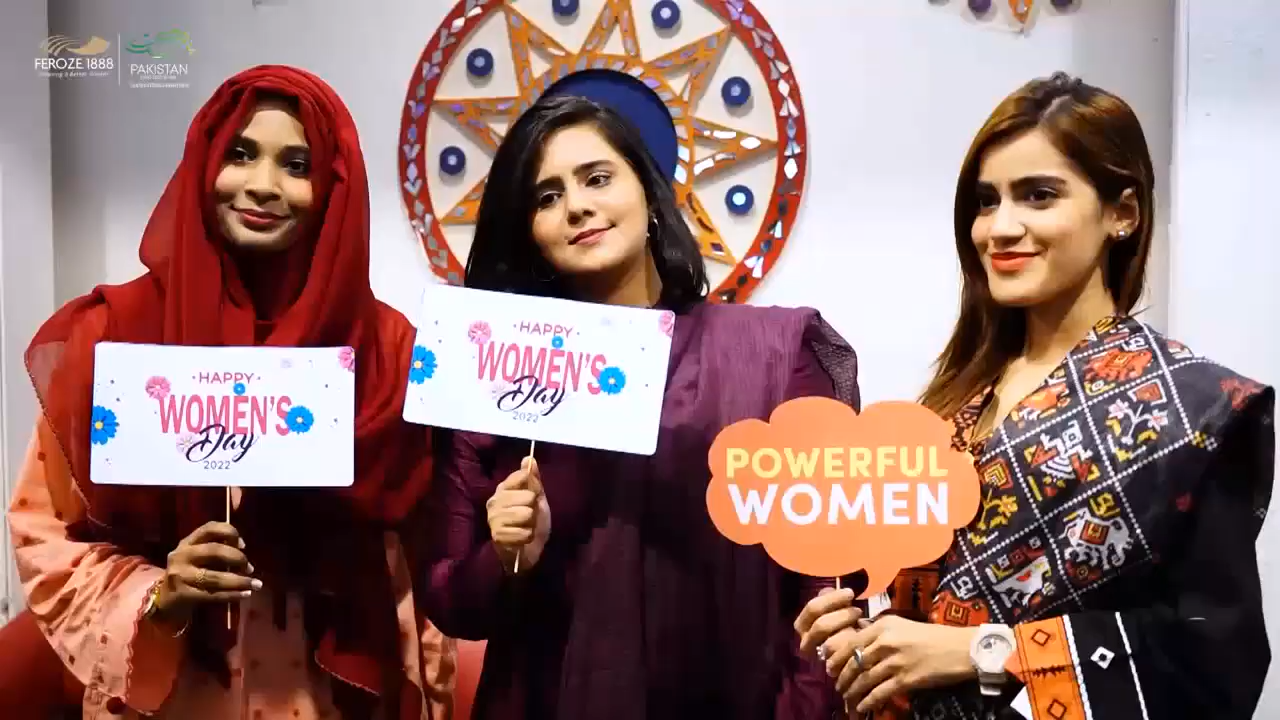 FEROZE 1888
PAKISTAN
·HAPPY·
WOMEN'S
Day
2022
·HAPPY·
WOMEN'S
Day
2022
POWERFUL
WOMEN